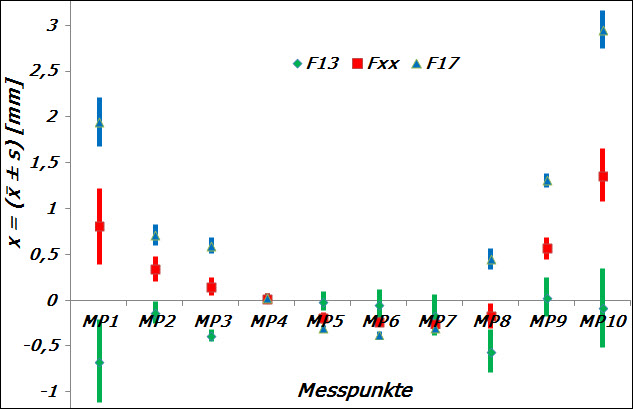 3
F13 Fxx F17
2,5
2
1,5
1
0,5
0
-0,5
-1
x = (x̄ ± s) [mm]
MP1 MP2 MP3 MP4 MP5 MP6 MP7 MP8 MP9 MP10
Messpunkte